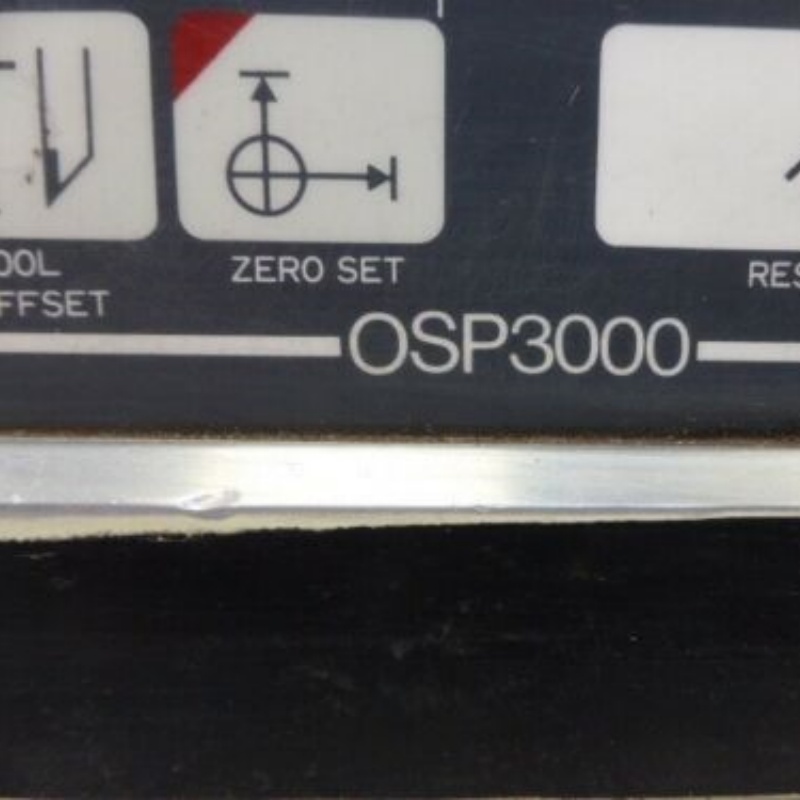 OOL
FFSET
ZERO SET
RES
OSP3000